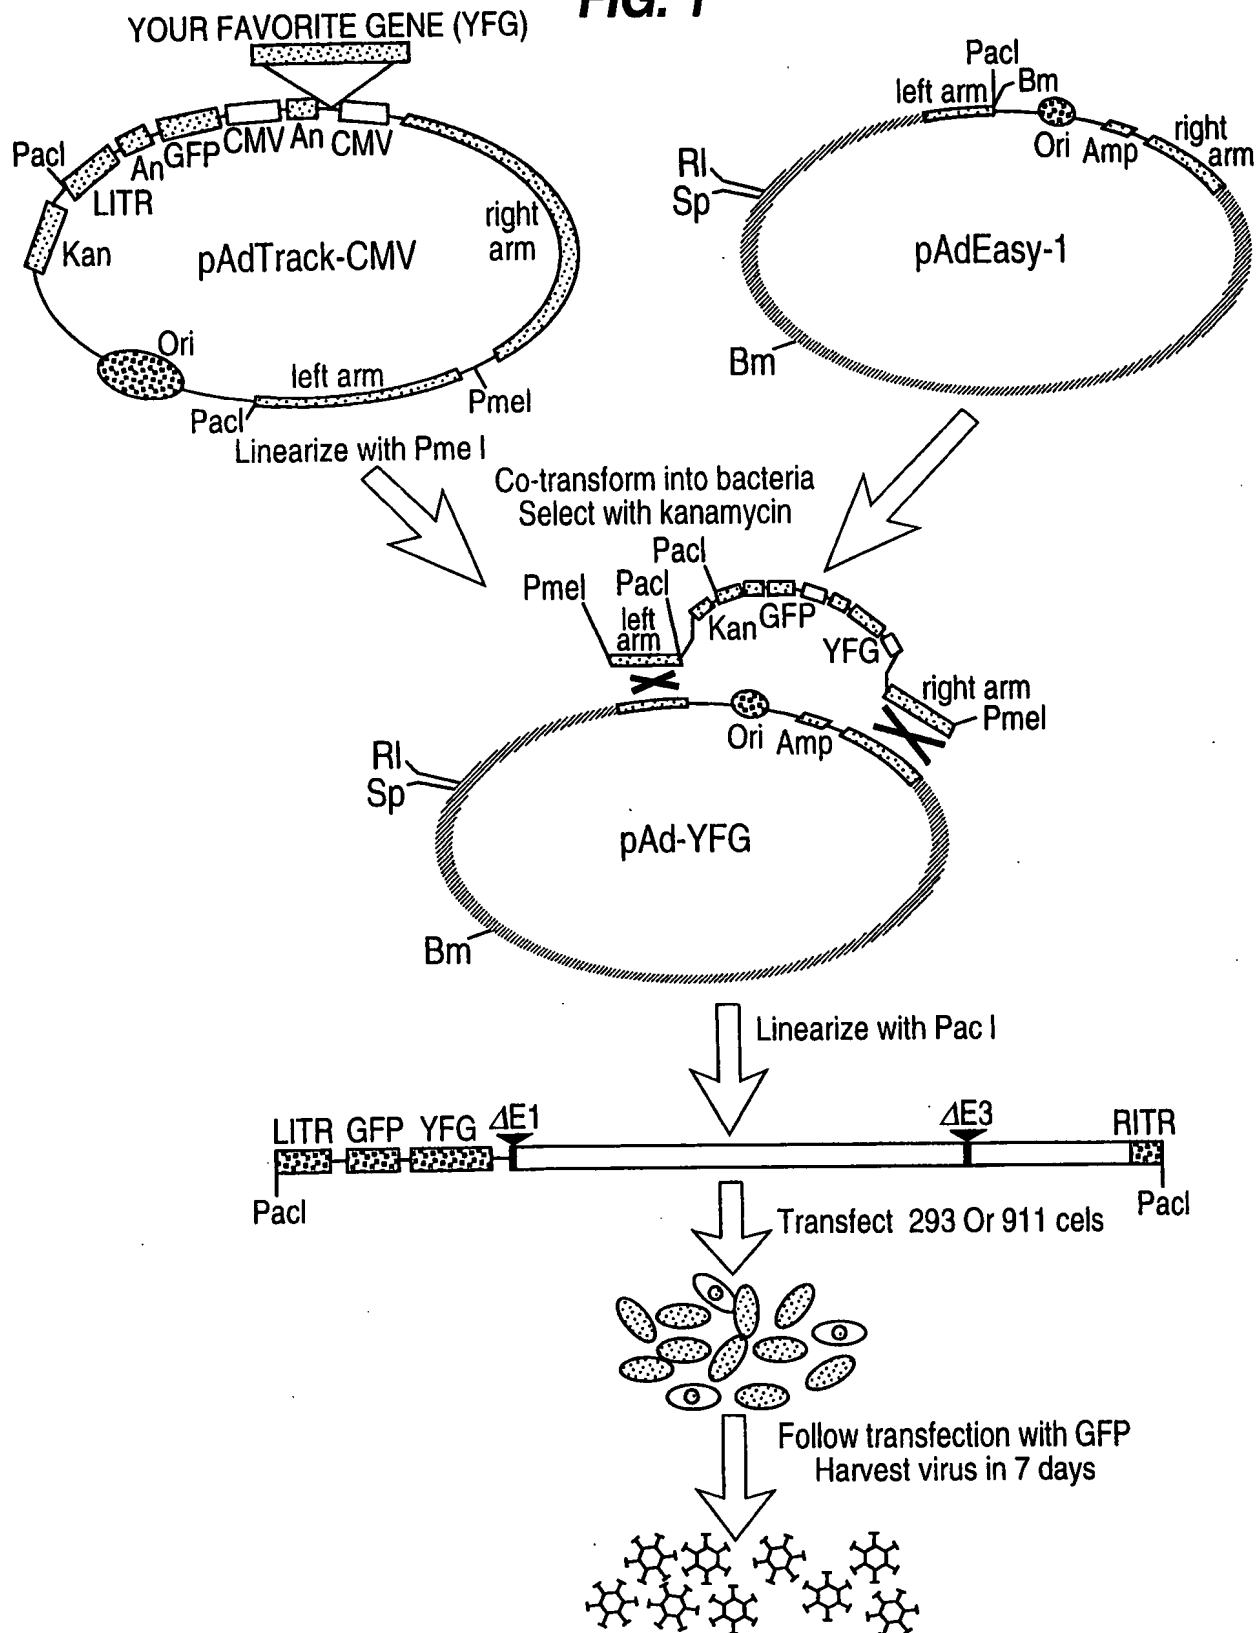 FIG. 1
YOUR FAVORITE GENE (YFG)
PacI
LITR
An
GFP
CMV
An
CMV
Kan
pAdTrack-CMV
right
arm
Ori
left arm
PacI
PmeI
Linearize with Pme I
PacI
left arm
Bm
Ori
Amp
right
arm
RI
Sp
pAdEasy-1
Bm
Co-transform into bacteria
Select with kanamycin
PacI
PmeI
PacI
left
arm
Kan
GFP
YFG
right arm
PmeI
Ori
Amp
RI
Sp
pAd-YFG
Bm
Linearize with Pac I
LITR
GFP
YFG
ΔE1
ΔE3
RITR
PacI
PacI
Transfect 293 Or 911 cels
Follow transfection with GFP
Harvest virus in 7 days